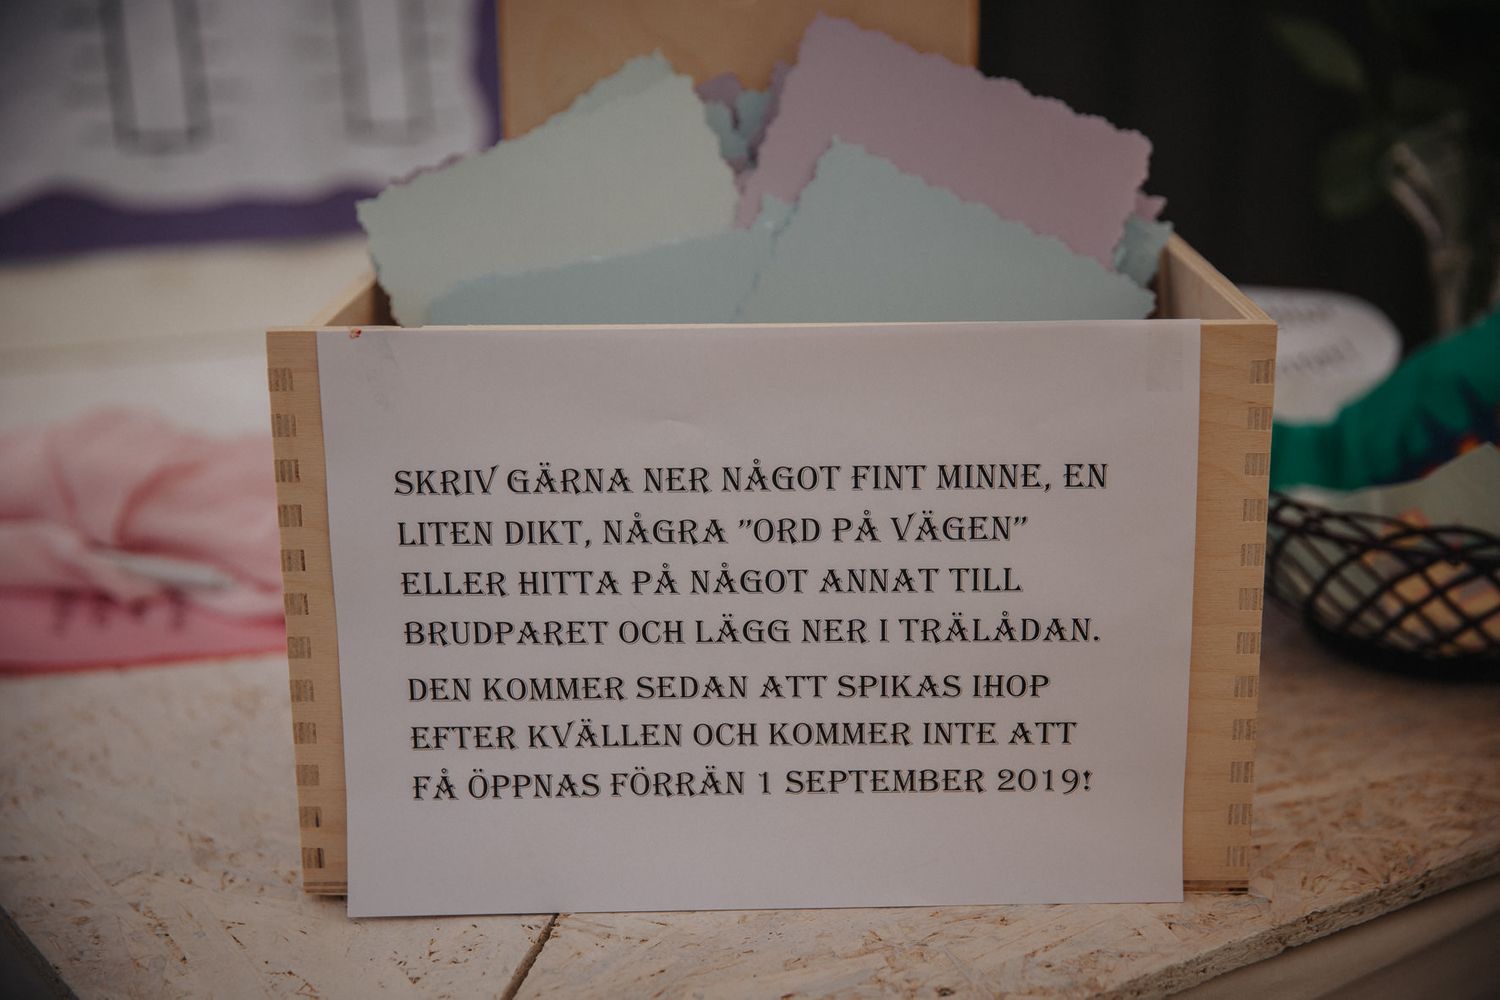 SKRIV GÄRNA NER NÅGOT FINT MINNE, EN
LITEN DIKT, NÅGRA ”ORD PÅ VÄGEN”
ELLER HITTA PÅ NÅGOT ANNAT TILL
BRUDPARET OCH LÄGG NER I TRÄLÅDAN.
DEN KOMMER SEDAN ATT SPIKAS IHOP
EFTER KVÄLLEN OCH KOMMER INTE ATT
FÅ ÖPPNAS FÖRRÄN 1 SEPTEMBER 2019!